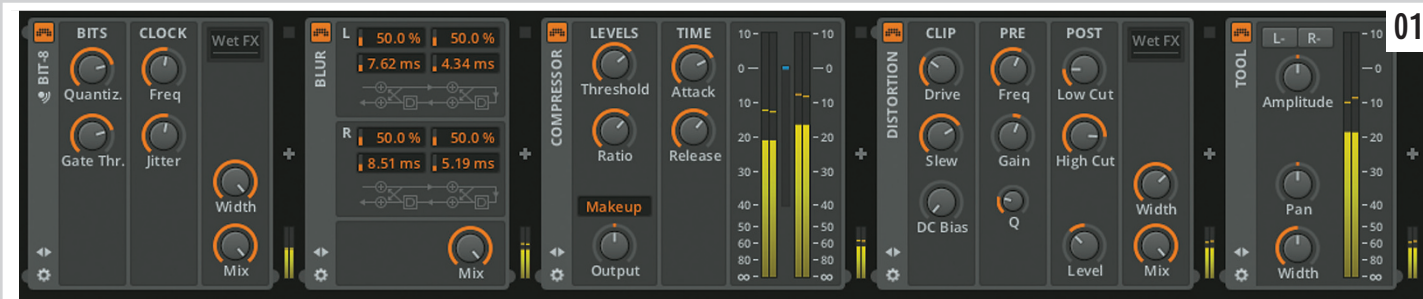 BIT-8
BITS
Quantiz.
Gate Thr.
CLOCK
Freq
Jitter
Wet FX
Width
Mix
BLUR
L
50.0 % 50.0 %
7.62 ms 4.34 ms
R
50.0 % 50.0 %
8.51 ms 5.19 ms
Mix
COMPRESSOR
LEVELS
Threshold
Ratio
Makeup
Output
TIME
Attack
Release
10 10
0 0
10 10
20 20
30 30
40 40
50 50
60 60
80 80
∞ ∞
DISTORTION
CLIP
Drive
Slew
DC Bias
PRE
Freq
Gain
Q
POST
Low Cut
High Cut
Level
Wet FX
Width
Mix
TOOL
L- R-
Amplitude
Pan
Width
10
0
10
20
30
40
50
60
80
∞
01